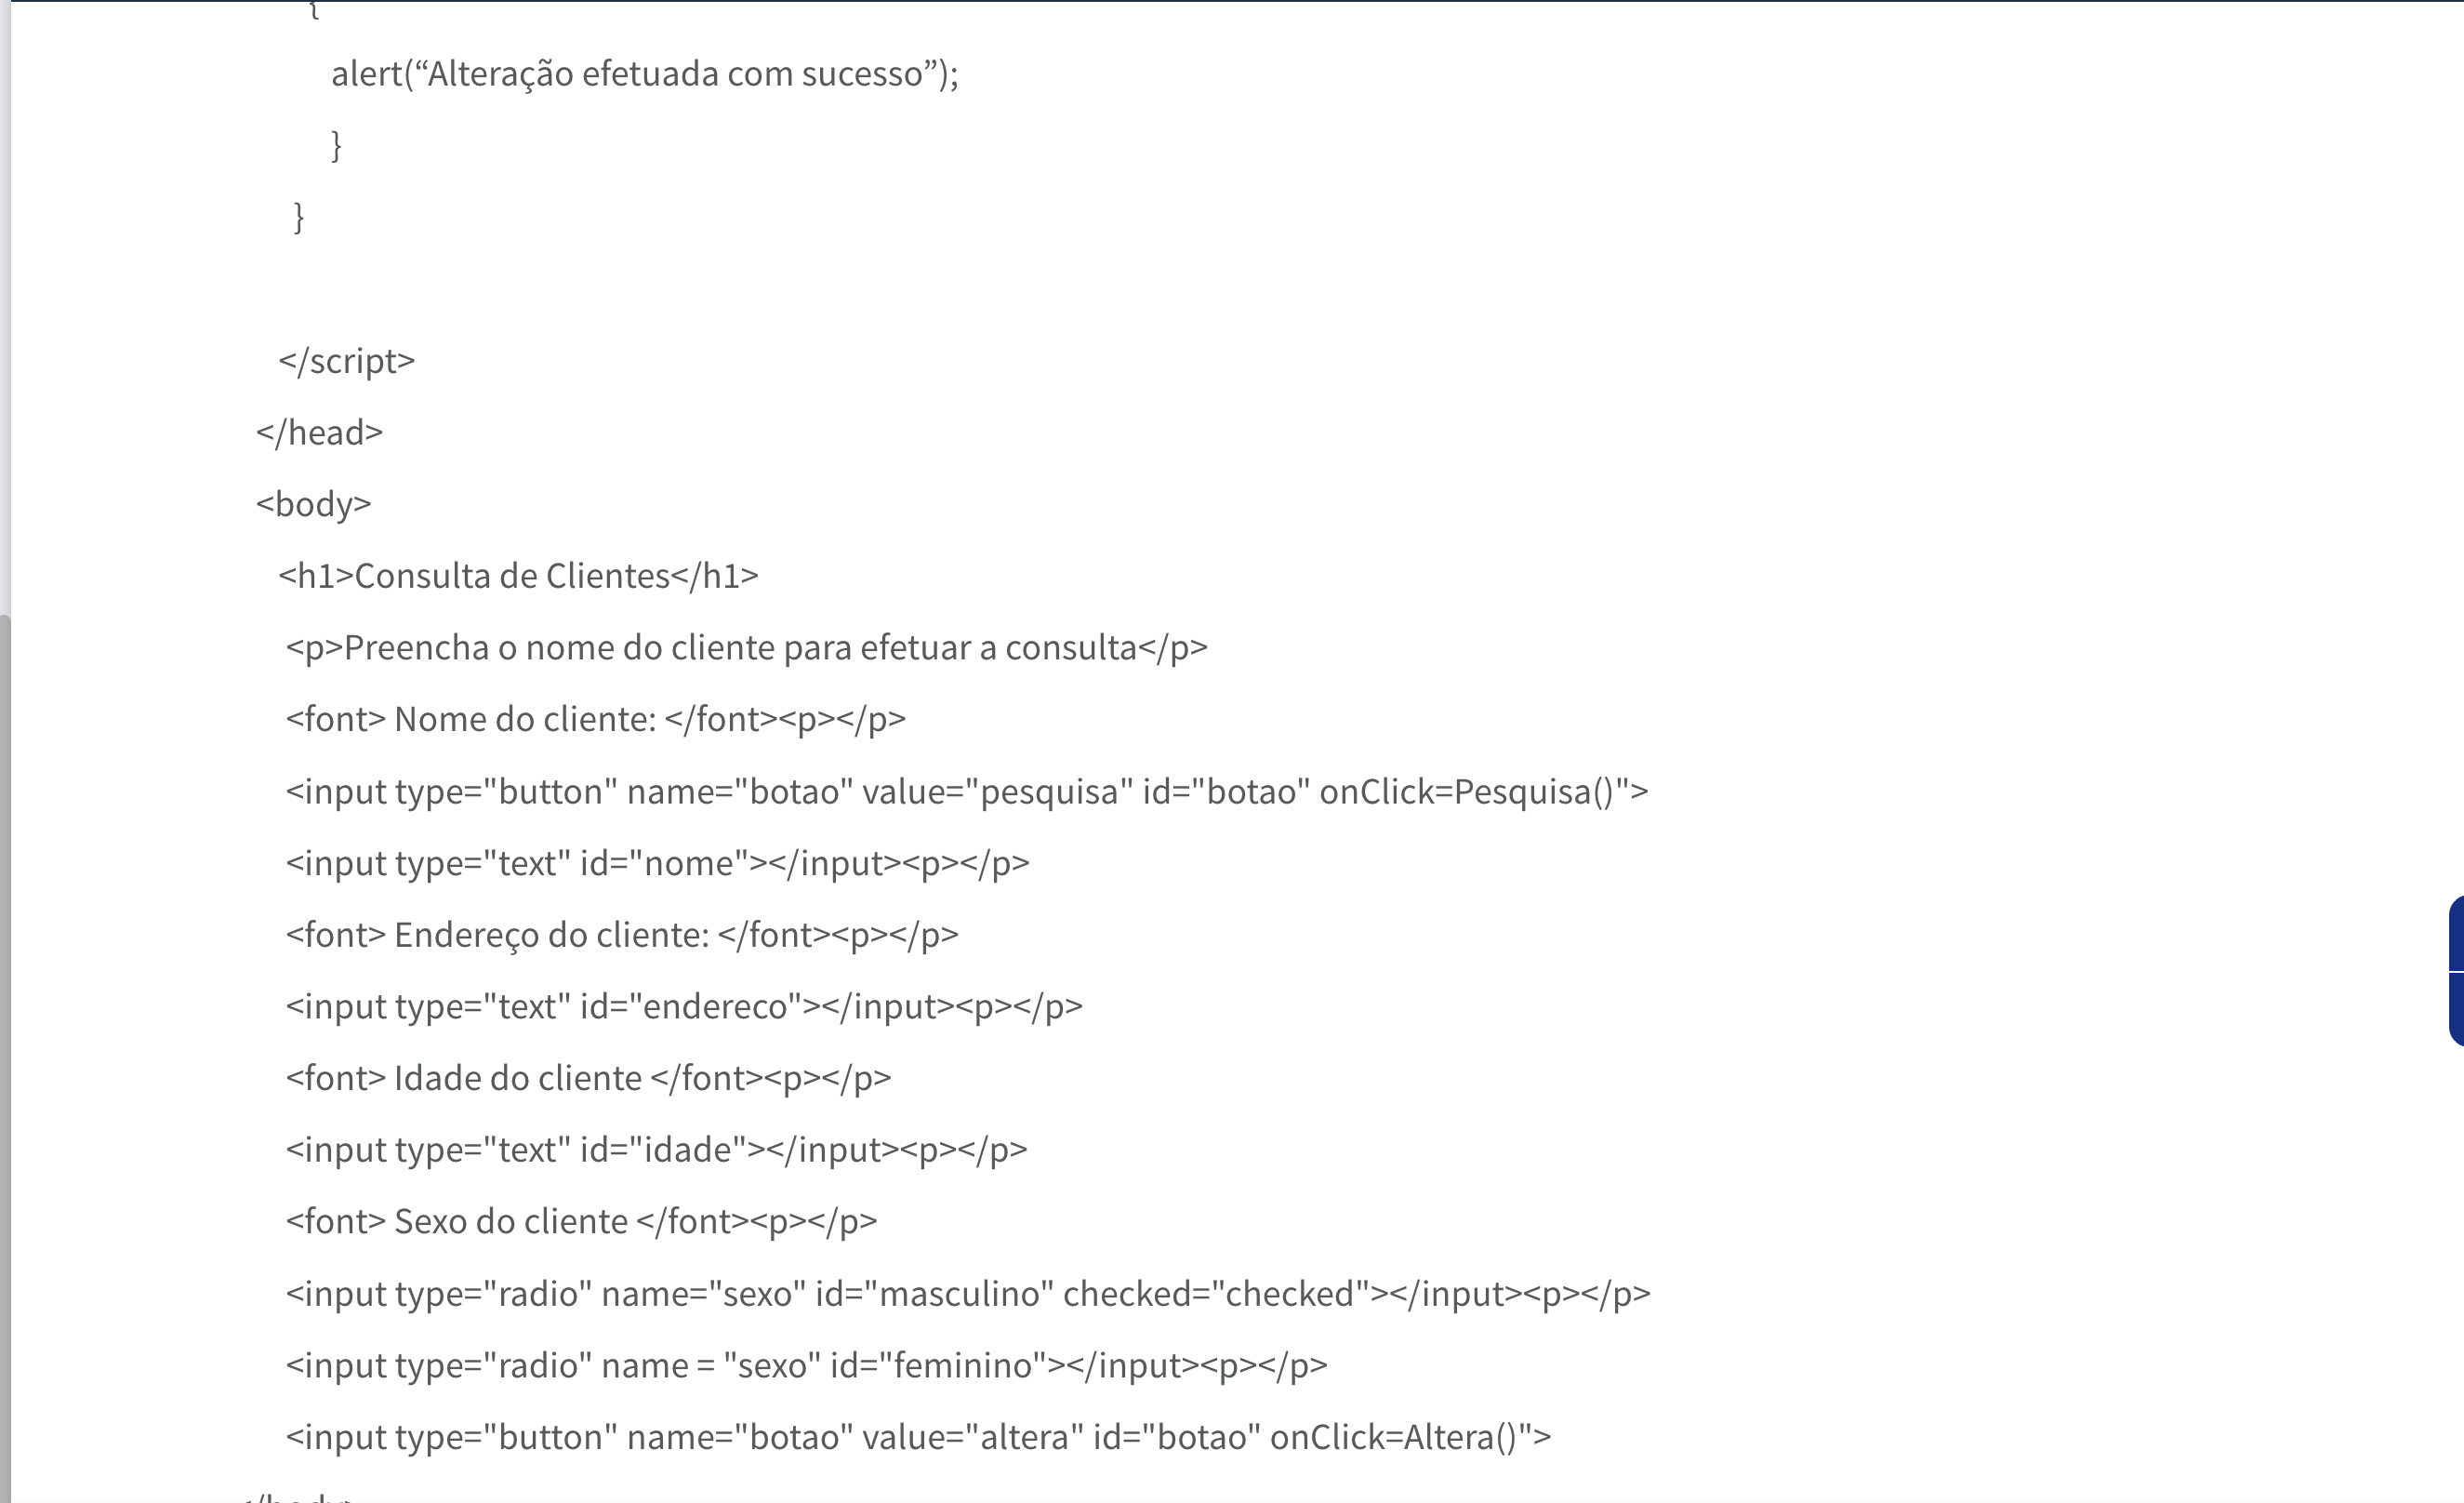 {
alert(“Alteração efetuada com sucesso”);
}
}
</script>
</head>
<body>
<h1>Consulta de Clientes</h1>
<p>Preencha o nome do cliente para efetuar a consulta</p>
<font> Nome do cliente: </font><p></p>
<input type="button" name="botao" value="pesquisa" id="botao" onClick=Pesquisa()">
<input type="text" id="nome"></input><p></p>
<font> Endereço do cliente: </font><p></p>
<input type="text" id="endereco"></input><p></p>
<font> Idade do cliente </font><p></p>
<input type="text" id="idade"></input><p></p>
<font> Sexo do cliente </font><p></p>
<input type="radio" name="sexo" id="masculino" checked="checked"></input><p></p>
<input type="radio" name = "sexo" id="feminino"></input><p></p>
<input type="button" name="botao" value="altera" id="botao" onClick=Altera()">
</body>